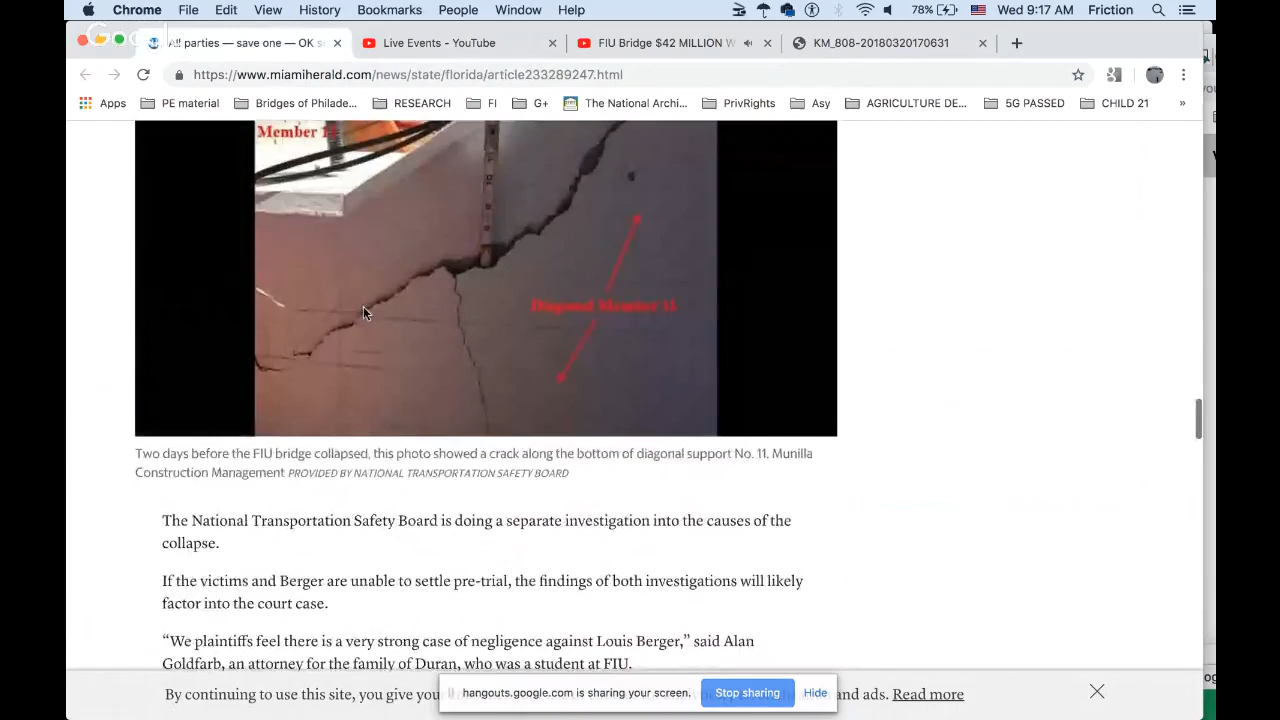 Chrome File Edit View History Bookmarks People Window Help 78% Wed 9:17 AM Friction
All parties — save one — OK s
Live Events - YouTube
FIU Bridge $42 MILLION W
KM_808-20180320170631
https://www.miamiherald.com/news/state/florida/article233289247.html
Apps PE material Bridges of Philade... RESEARCH FI G+ The National Archi... PrivRights Asy AGRICULTURE DE... 5G PASSED CHILD 21 »
Member
Diagonal Member 11
Two days before the FIU bridge collapsed, this photo showed a crack along the bottom of diagonal support No. 11. Munilla
Construction Management PROVIDED BY NATIONAL TRANSPORTATION SAFETY BOARD
The National Transportation Safety Board is doing a separate investigation into the causes of the
collapse.
If the victims and Berger are unable to settle pre-trial, the findings of both investigations will likely
factor into the court case.
“We plaintiffs feel there is a very strong case of negligence against Louis Berger,” said Alan
Goldfarb, an attorney for the family of Duran, who was a student at FIU.
By continuing to use this site, you give your and ads. Read more
hangouts.google.com is sharing your screen. Stop sharing Hide